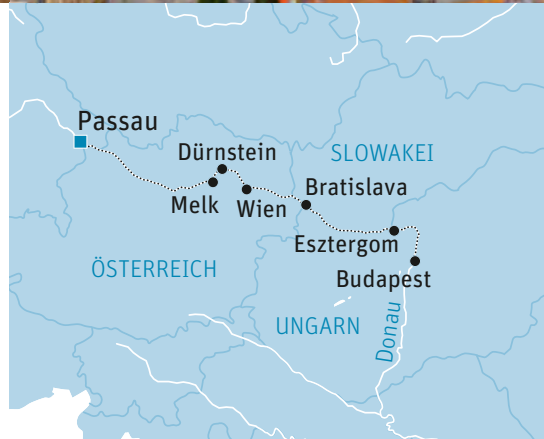 Passau
Dürnstein
SLOWAKEI
Melk
Wien
Bratislava
Esztergom
ÖSTERREICH
Budapest
UNGARN
Donau